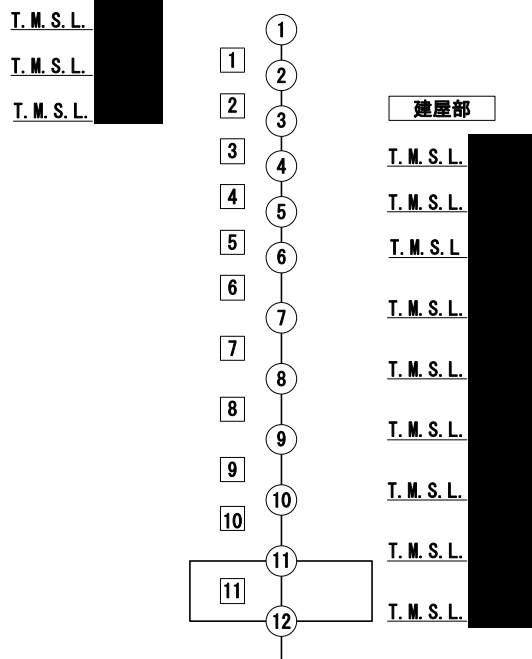 T. M. S. L.
T. M. S. L.
T. M. S. L.
1
1
2
2
3
3
4
4
5
5
6
6
7
7
8
8
9
9
10
10
11
11
12
建屋部
T. M. S. L.
T. M. S. L.
T. M. S. L
T. M. S. L.
T. M. S. L.
T. M. S. L.
T. M. S. L.
T. M. S. L.
T. M. S. L.